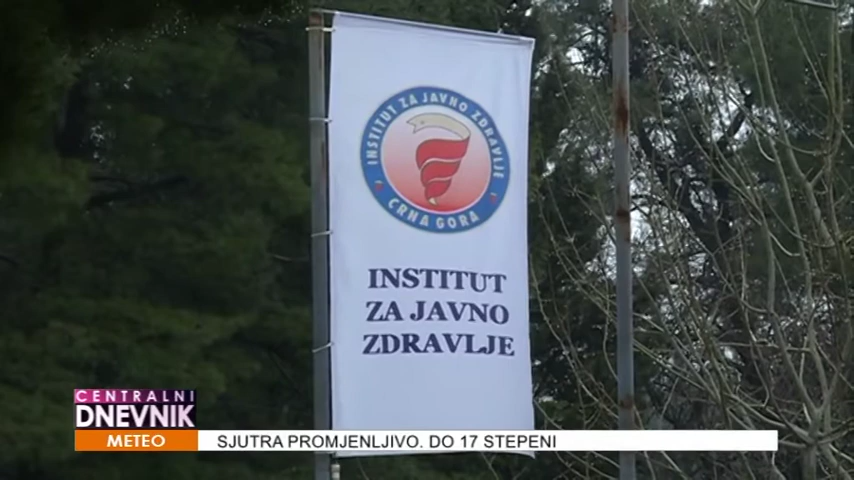 INSTITUT ZA JAVNO ZDRAVLJE
CRNA GORA
INSTITUT
ZA JAVNO
ZDRAVLJE
CENTRALNI
DNEVNIK
METEO
SJUTRA PROMJENLJIVO. DO 17 STEPENI